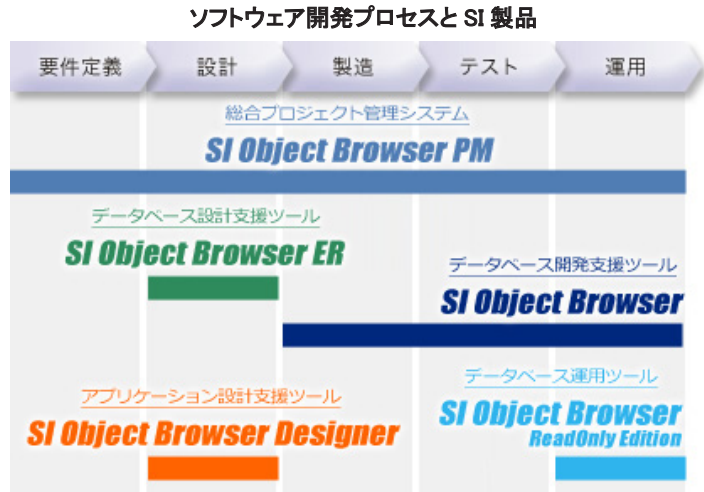 ソフトウェア開発プロセスと SI 製品
要件定義 設計 製造 テスト 運用
総合プロジェクト管理システム
SI Object Browser PM
データベース設計支援ツール
SI Object Browser ER
データベース開発支援ツール
SI Object Browser
アプリケーション設計支援ツール
SI Object Browser Designer
データベース運用ツール
SI Object Browser
ReadOnly Edition